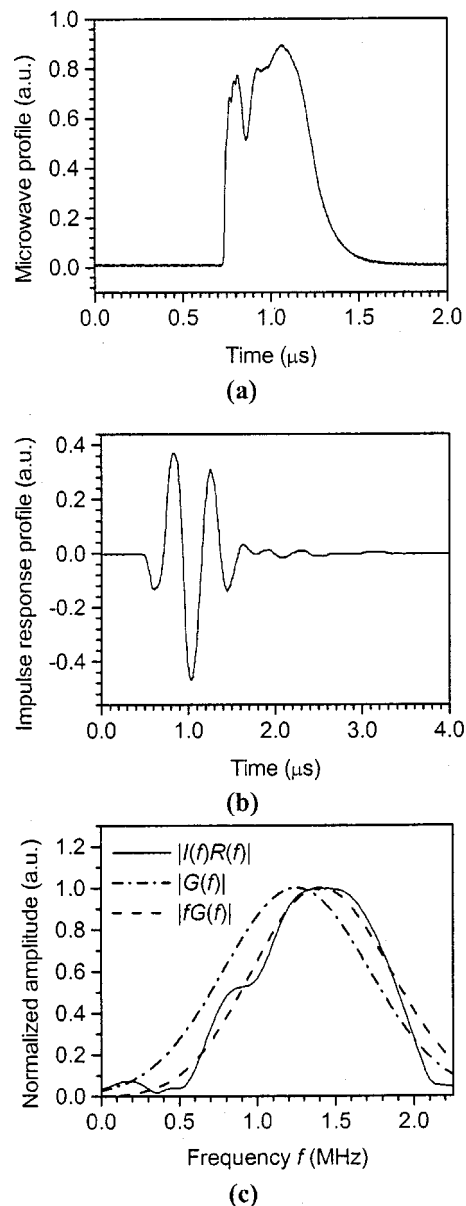 1.0
0.8
0.6
0.4
0.2
0.0
Microwave profile (a.u.)
0.0 0.5 1.0 1.5 2.0
Time (μs)
(a)
0.4
0.2
0.0
-0.2
-0.4
Impulse response profile (a.u.)
0.0 1.0 2.0 3.0 4.0
Time (μs)
(b)
1.2
1.0
0.8
0.6
0.4
0.2
0.0
Normalized amplitude (a.u.)
|I(f)R(f)|
|G(f)|
|fG(f)|
0.0 0.5 1.0 1.5 2.0
Frequency f (MHz)
(c)